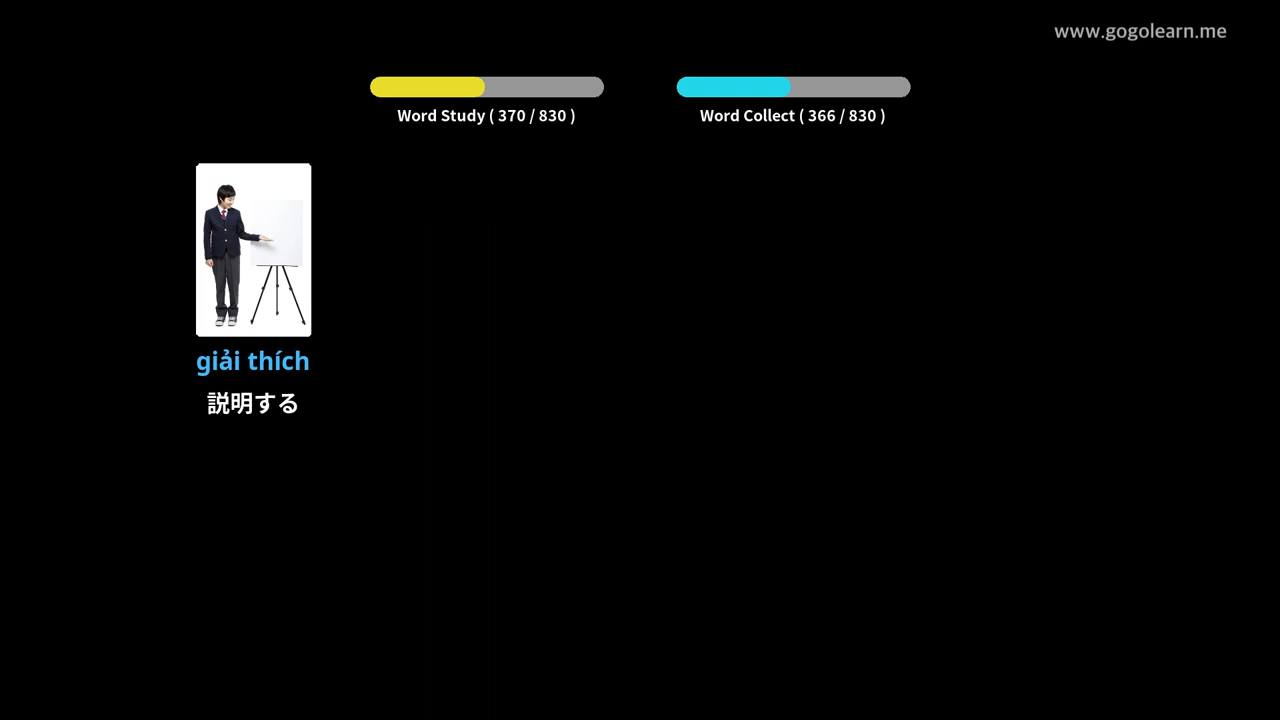 www.gogolearn.me
Word Study ( 370 / 830 )
Word Collect ( 366 / 830 )
giải thích
説明する